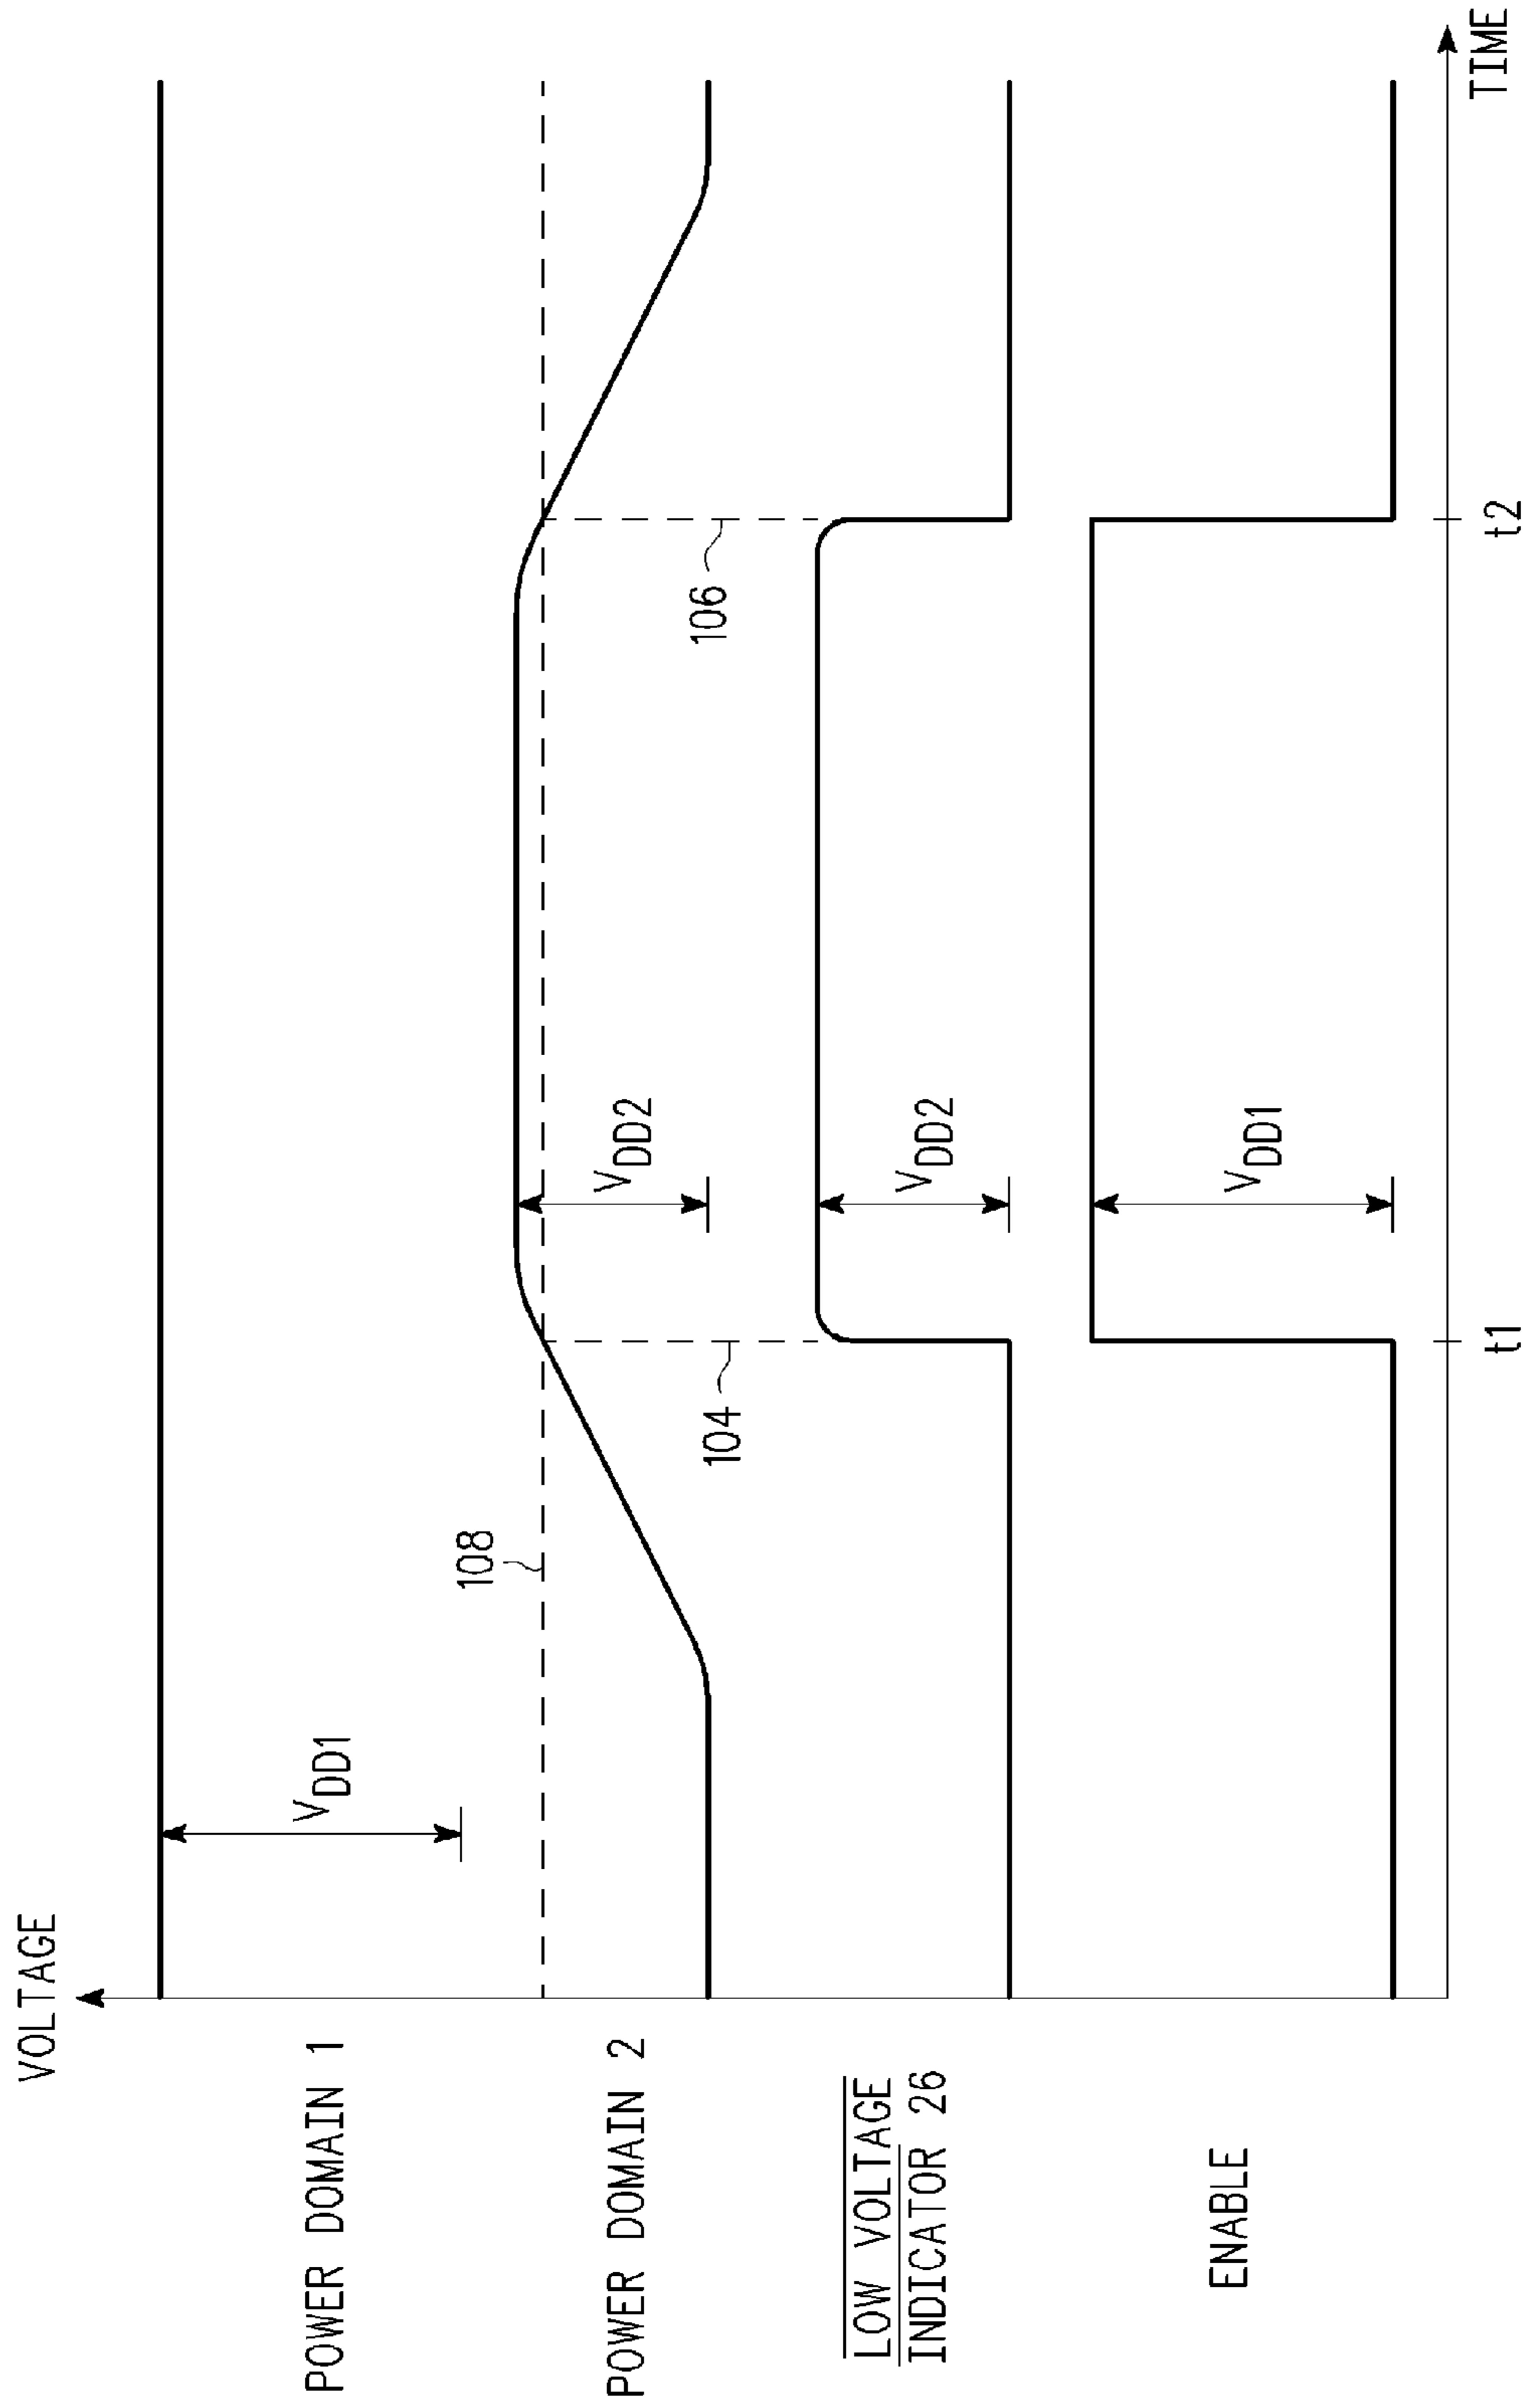 VOLTAGE
POWER DOMAIN 1
VDD1
108
POWER DOMAIN 2
VDD2
104
106
LOW VOLTAGE
INDICATOR 26
VDD2
ENABLE
VDD1
t1
t2
TIME